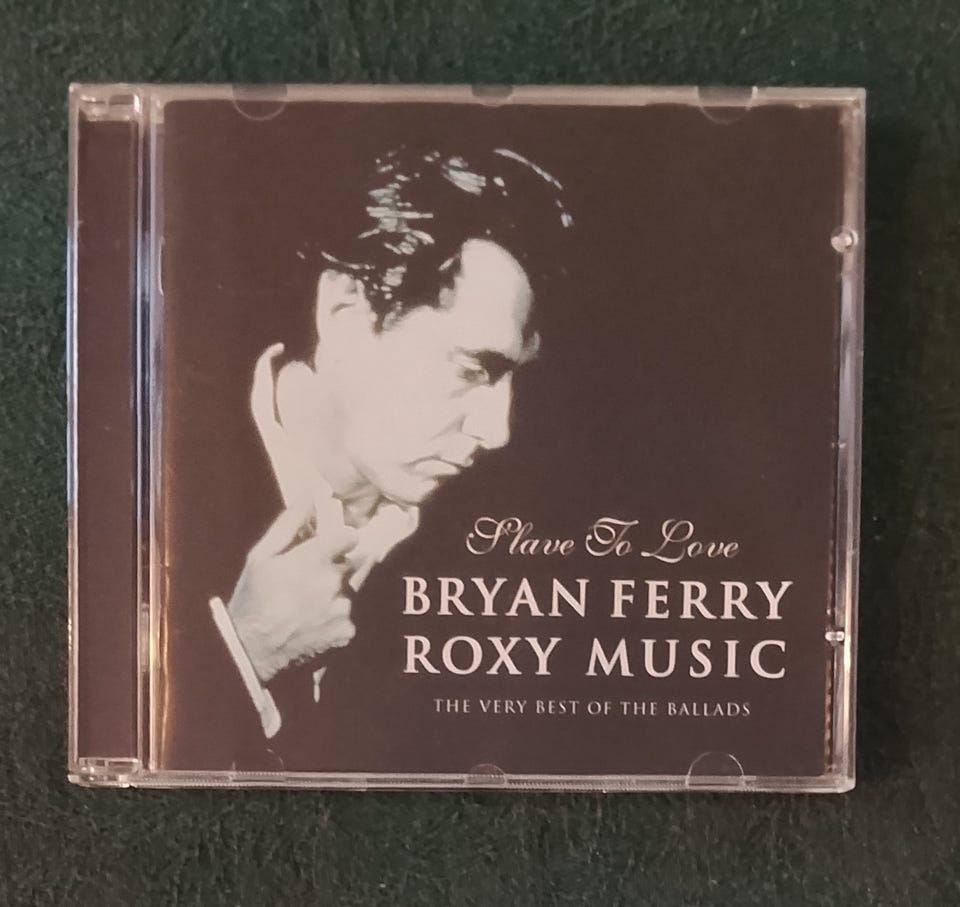 Slave To Love
BRYAN FERRY
ROXY MUSIC
THE VERY BEST OF THE BALLADS